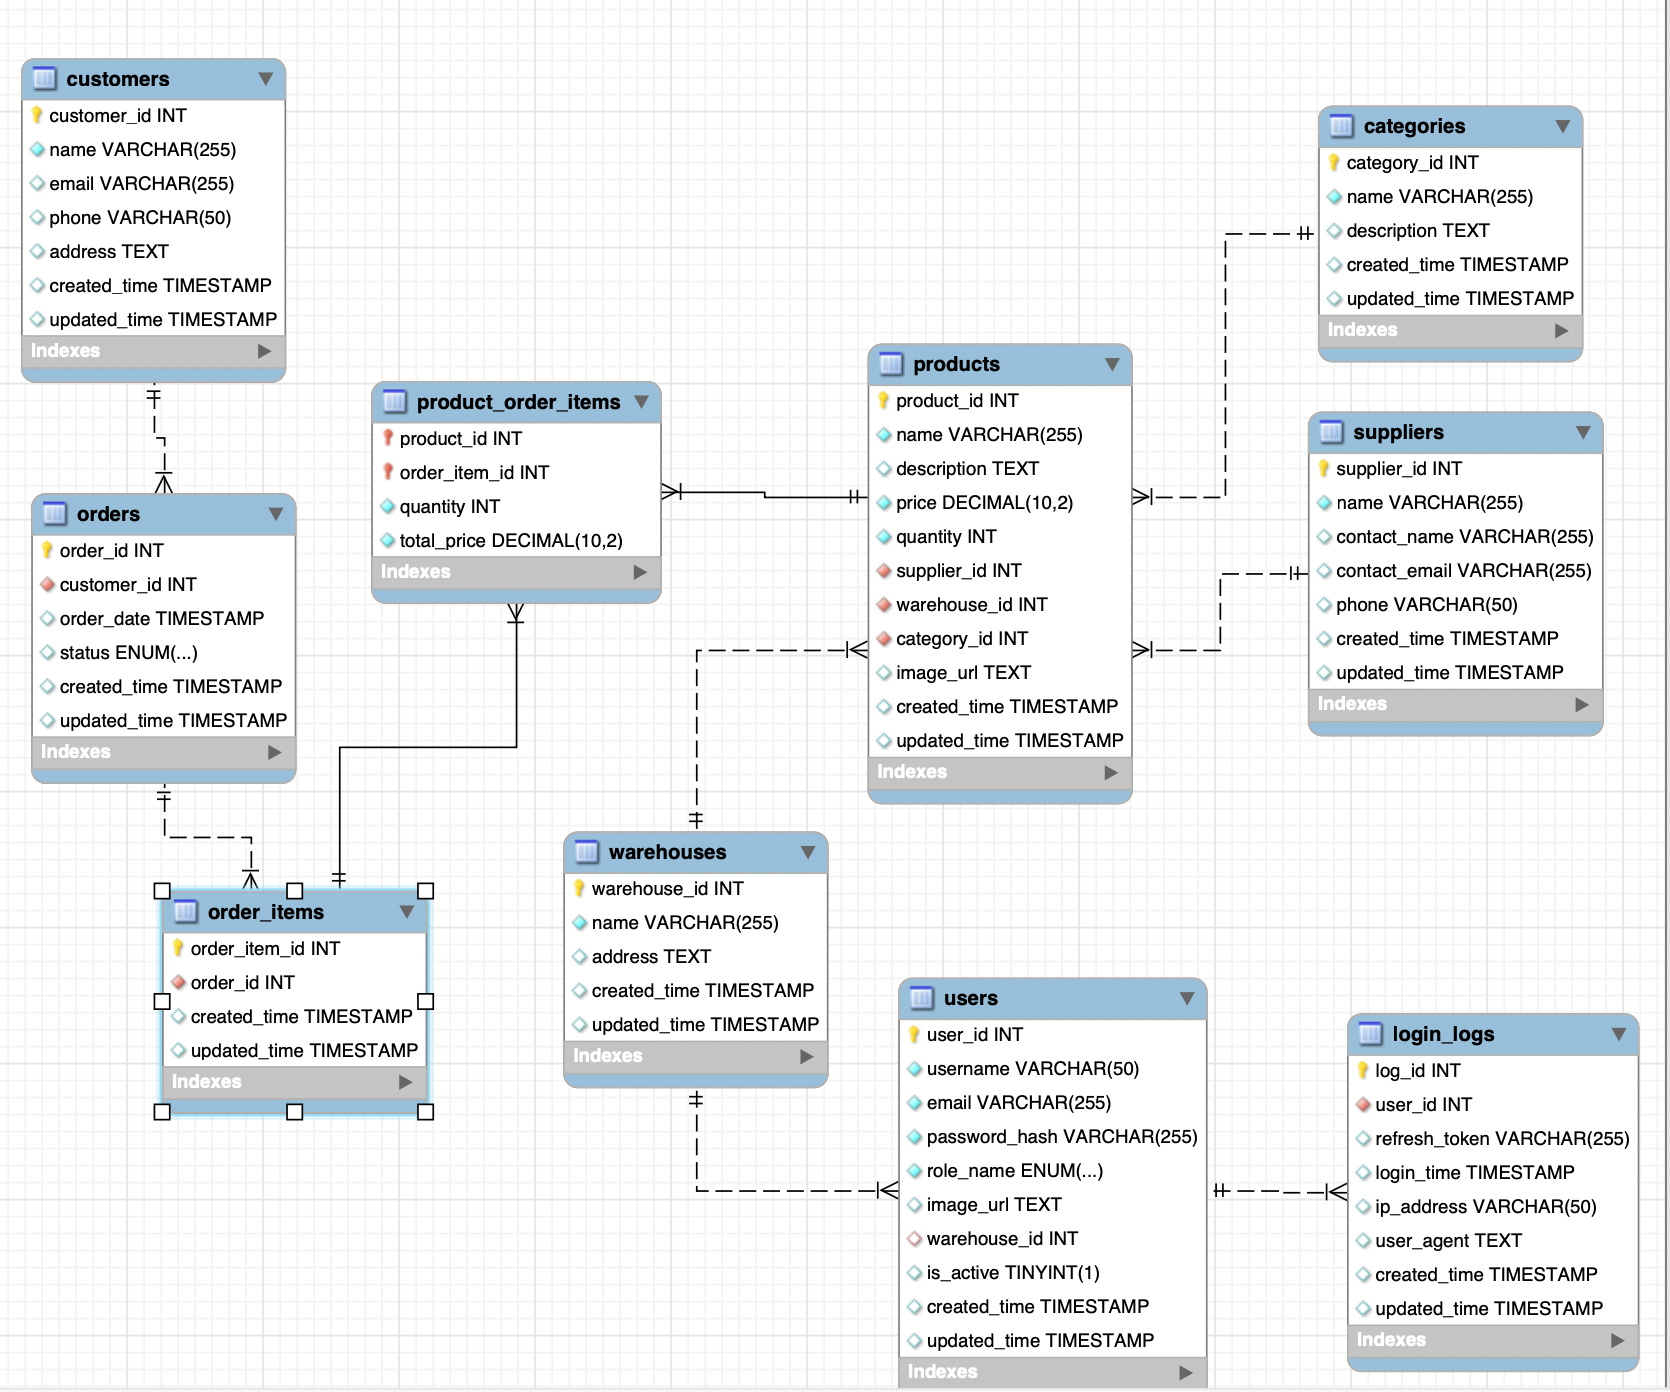 customers
customer_id INT
name VARCHAR(255)
email VARCHAR(255)
phone VARCHAR(50)
address TEXT
created_time TIMESTAMP
updated_time TIMESTAMP
Indexes
orders
order_id INT
customer_id INT
order_date TIMESTAMP
status ENUM(...)
created_time TIMESTAMP
updated_time TIMESTAMP
Indexes
order_items
order_item_id INT
order_id INT
created_time TIMESTAMP
updated_time TIMESTAMP
Indexes
product_order_items
product_id INT
order_item_id INT
quantity INT
total_price DECIMAL(10,2)
Indexes
products
product_id INT
name VARCHAR(255)
description TEXT
price DECIMAL(10,2)
quantity INT
supplier_id INT
warehouse_id INT
category_id INT
image_url TEXT
created_time TIMESTAMP
updated_time TIMESTAMP
Indexes
categories
category_id INT
name VARCHAR(255)
description TEXT
created_time TIMESTAMP
updated_time TIMESTAMP
Indexes
suppliers
supplier_id INT
name VARCHAR(255)
contact_name VARCHAR(255)
contact_email VARCHAR(255)
phone VARCHAR(50)
created_time TIMESTAMP
updated_time TIMESTAMP
Indexes
warehouses
warehouse_id INT
name VARCHAR(255)
address TEXT
created_time TIMESTAMP
updated_time TIMESTAMP
Indexes
users
user_id INT
username VARCHAR(50)
email VARCHAR(255)
password_hash VARCHAR(255)
role_name ENUM(...)
image_url TEXT
warehouse_id INT
is_active TINYINT(1)
created_time TIMESTAMP
updated_time TIMESTAMP
Indexes
login_logs
log_id INT
user_id INT
refresh_token VARCHAR(255)
login_time TIMESTAMP
ip_address VARCHAR(50)
user_agent TEXT
created_time TIMESTAMP
updated_time TIMESTAMP
Indexes